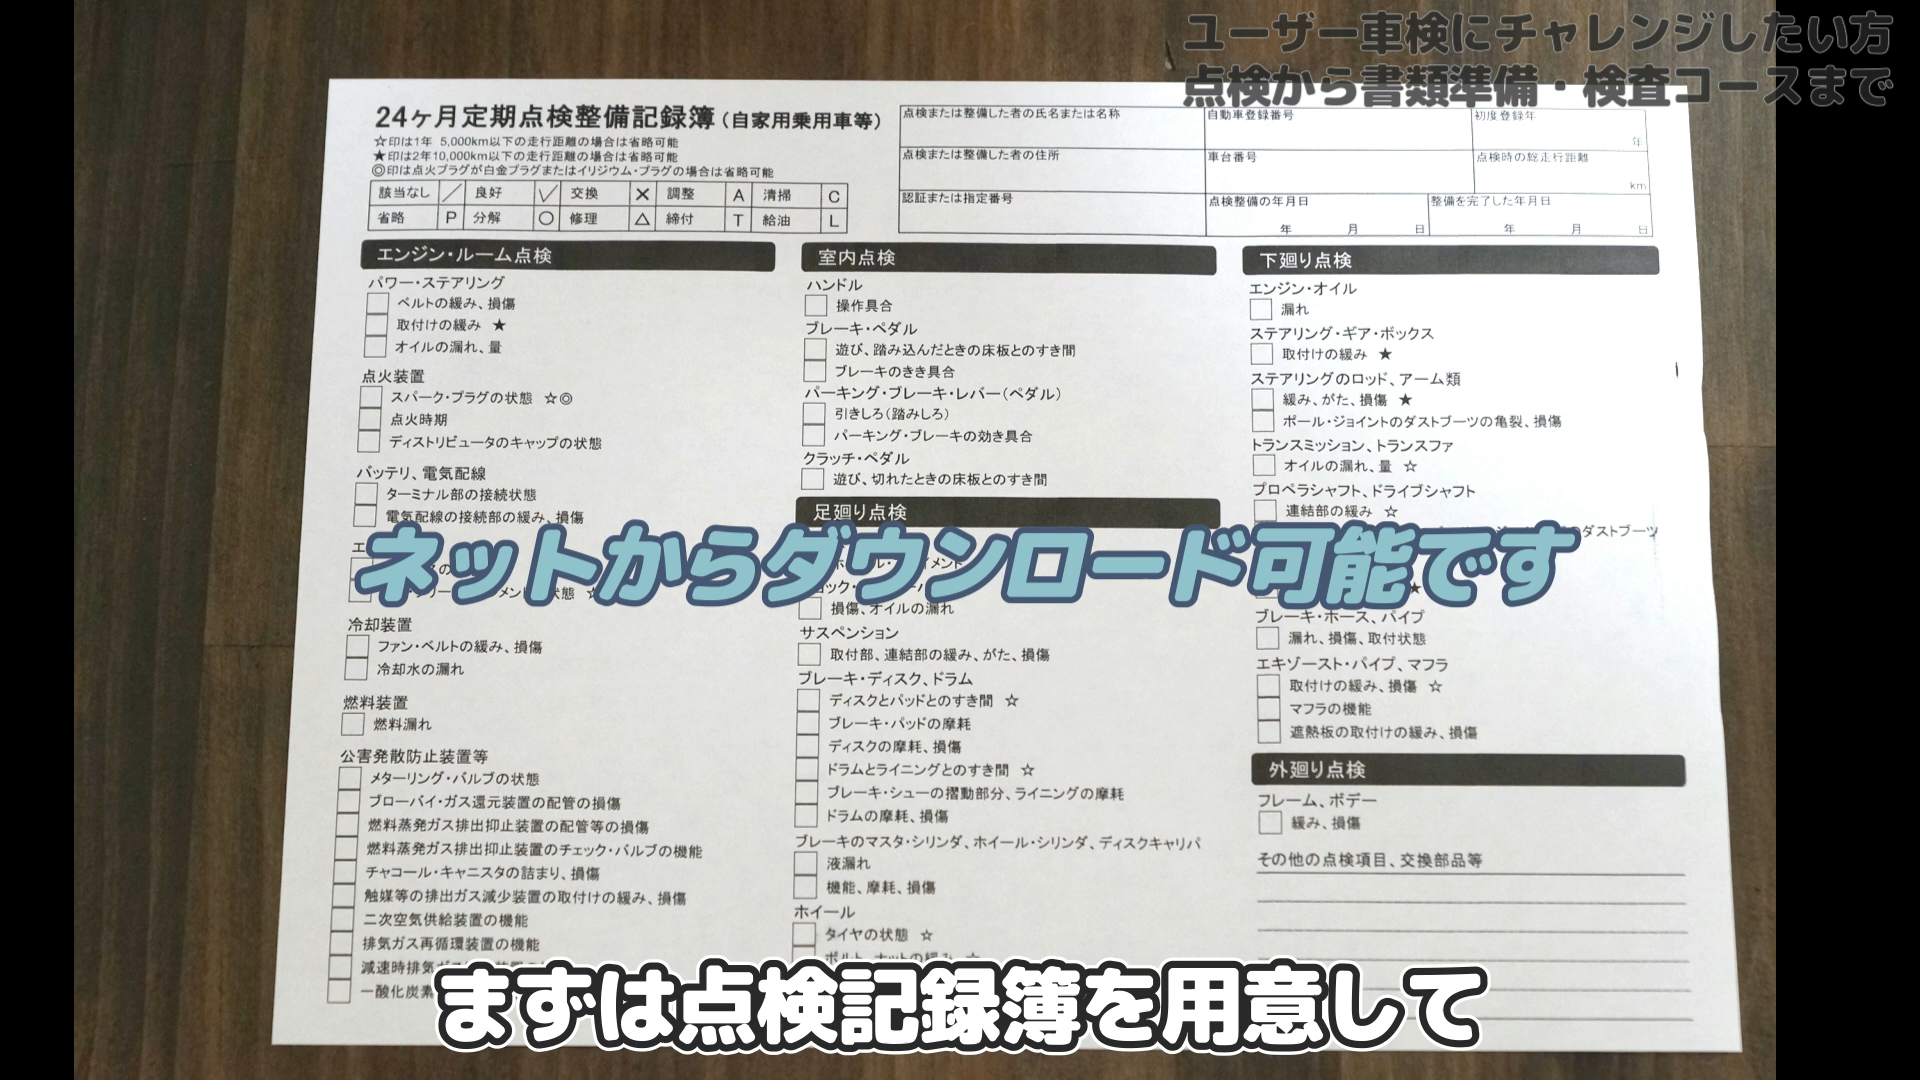 ユーザー車検にチャレンジしたい方
点検から書類準備・検査コースまで
24ヶ月定期点検整備記録簿(自家用乗用車等)
☆印は1年 5,000km以下の走行距離の場合は省略可能
★印は2年10,000km以下の走行距離の場合は省略可能
◎印は点火プラグが白金プラグまたはイリジウム・プラグの場合は省略可能
該当なし ／ 良好 ✓ 交換 ✕ 調整 A 清掃 C
省略 P 分解 ○ 修理 △ 締付 T 給油 L
点検または整備した者の氏名または名称
自動車登録番号
初度登録年
年
点検または整備した者の住所
車台番号
点検時の総走行距離
km
認証または指定番号
点検整備の年月日
年 月 日
整備を完了した年月日
年 月 日
エンジン・ルーム点検
パワー・ステアリング
ベルトの緩み、損傷
取付けの緩み ★
オイルの漏れ、量
点火装置
スパーク・プラグの状態 ☆◎
点火時期
ディストリビュータのキャップの状態
バッテリ、電気配線
ターミナル部の接続状態
電気配線の接続部の緩み、損傷
冷却装置
ファン・ベルトの緩み、損傷
冷却水の漏れ
燃料装置
燃料漏れ
公害発散防止装置等
メターリング・バルブの状態
ブローバイ・ガス還元装置の配管の損傷
燃料蒸発ガス排出抑止装置の配管等の損傷
燃料蒸発ガス排出抑止装置のチェック・バルブの機能
チャコール・キャニスタの詰まり、損傷
触媒等の排出ガス減少装置の取付けの緩み、損傷
二次空気供給装置の機能
排気ガス再循環装置の機能
減速時排気
一酸化炭素
室内点検
ハンドル
操作具合
ブレーキ・ペダル
遊び、踏み込んだときの床板とのすき間
ブレーキのきき具合
パーキング・ブレーキ・レバー(ペダル)
引きしろ(踏みしろ)
パーキング・ブレーキの効き具合
クラッチ・ペダル
遊び、切れたときの床板とのすき間
足廻り点検
損傷、オイルの漏れ
サスペンション
取付部、連結部の緩み、がた、損傷
ブレーキ・ディスク、ドラム
ディスクとパッドとのすき間 ☆
ブレーキ・パッドの摩耗
ディスクの摩耗、損傷
ドラムとライニングとのすき間 ☆
ブレーキ・シューの摺動部分、ライニングの摩耗
ドラムの摩耗、損傷
ブレーキのマスタ・シリンダ、ホイール・シリンダ、ディスクキャリパ
液漏れ
機能、摩耗、損傷
ホイール
タイヤの状態 ☆
下廻り点検
エンジン・オイル
漏れ
ステアリング・ギア・ボックス
取付けの緩み ★
ステアリングのロッド、アーム類
緩み、がた、損傷 ★
ボール・ジョイントのダストブーツの亀裂、損傷
トランスミッション、トランスファ
オイルの漏れ、量 ☆
プロペラシャフト、ドライブシャフト
連結部の緩み ☆
のダストブーツ
ブレーキ・ホース、パイプ
漏れ、損傷、取付状態
エキゾースト・パイプ、マフラ
取付けの緩み、損傷 ☆
マフラの機能
遮熱板の取付けの緩み、損傷
外廻り点検
フレーム、ボデー
緩み、損傷
その他の点検項目、交換部品等
ネットからダウンロード可能です
まずは点検記録簿を用意して